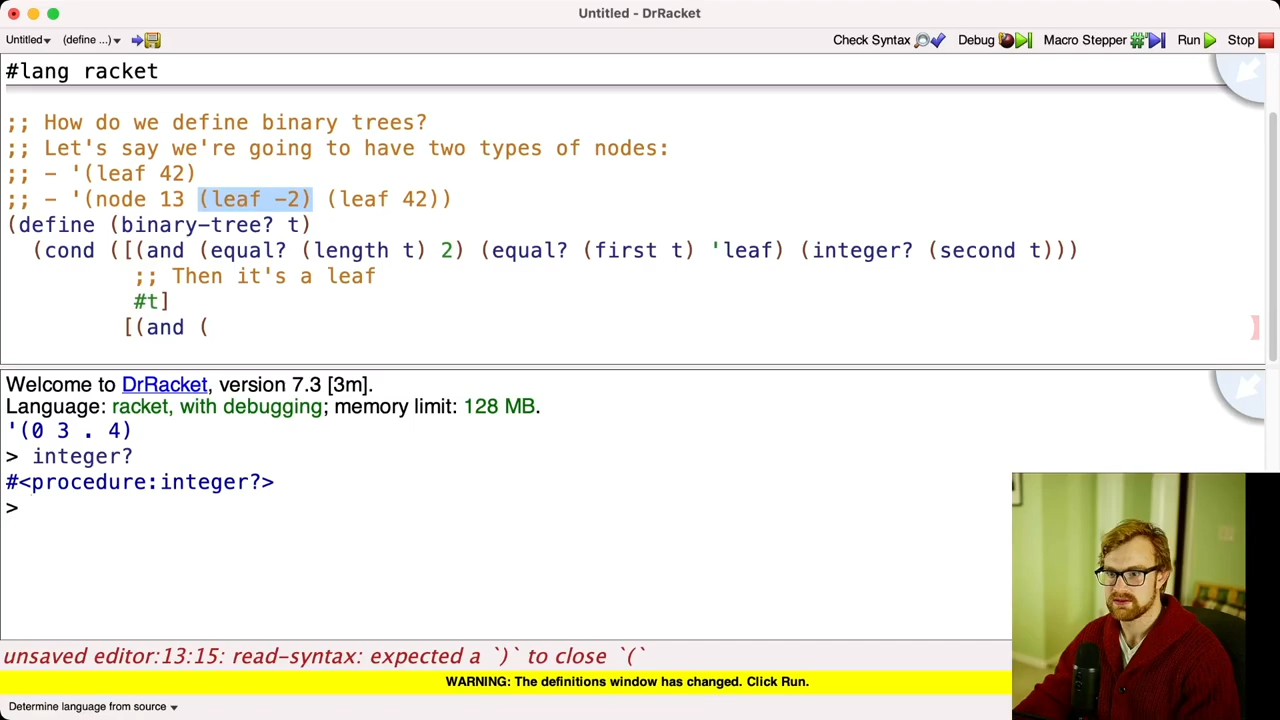 Untitled - DrRacket
Untitled▾ (define ...)▾ Check Syntax Debug Macro Stepper Run Stop
#lang racket
;; How do we define binary trees?
;; Let's say we're going to have two types of nodes:
;; - '(leaf 42)
;; - '(node 13 (leaf -2) (leaf 42))
(define (binary-tree? t)
(cond ([(and (equal? (length t) 2) (equal? (first t) 'leaf) (integer? (second t)))
;; Then it's a leaf
#t]
[(and (
Welcome to DrRacket, version 7.3 [3m].
Language: racket, with debugging; memory limit: 128 MB.
'(0 3 . 4)
> integer?
#<procedure:integer?>
>
unsaved editor:13:15: read-syntax: expected a `)` to close `(`
WARNING: The definitions window has changed. Click Run.
Determine language from source ▾